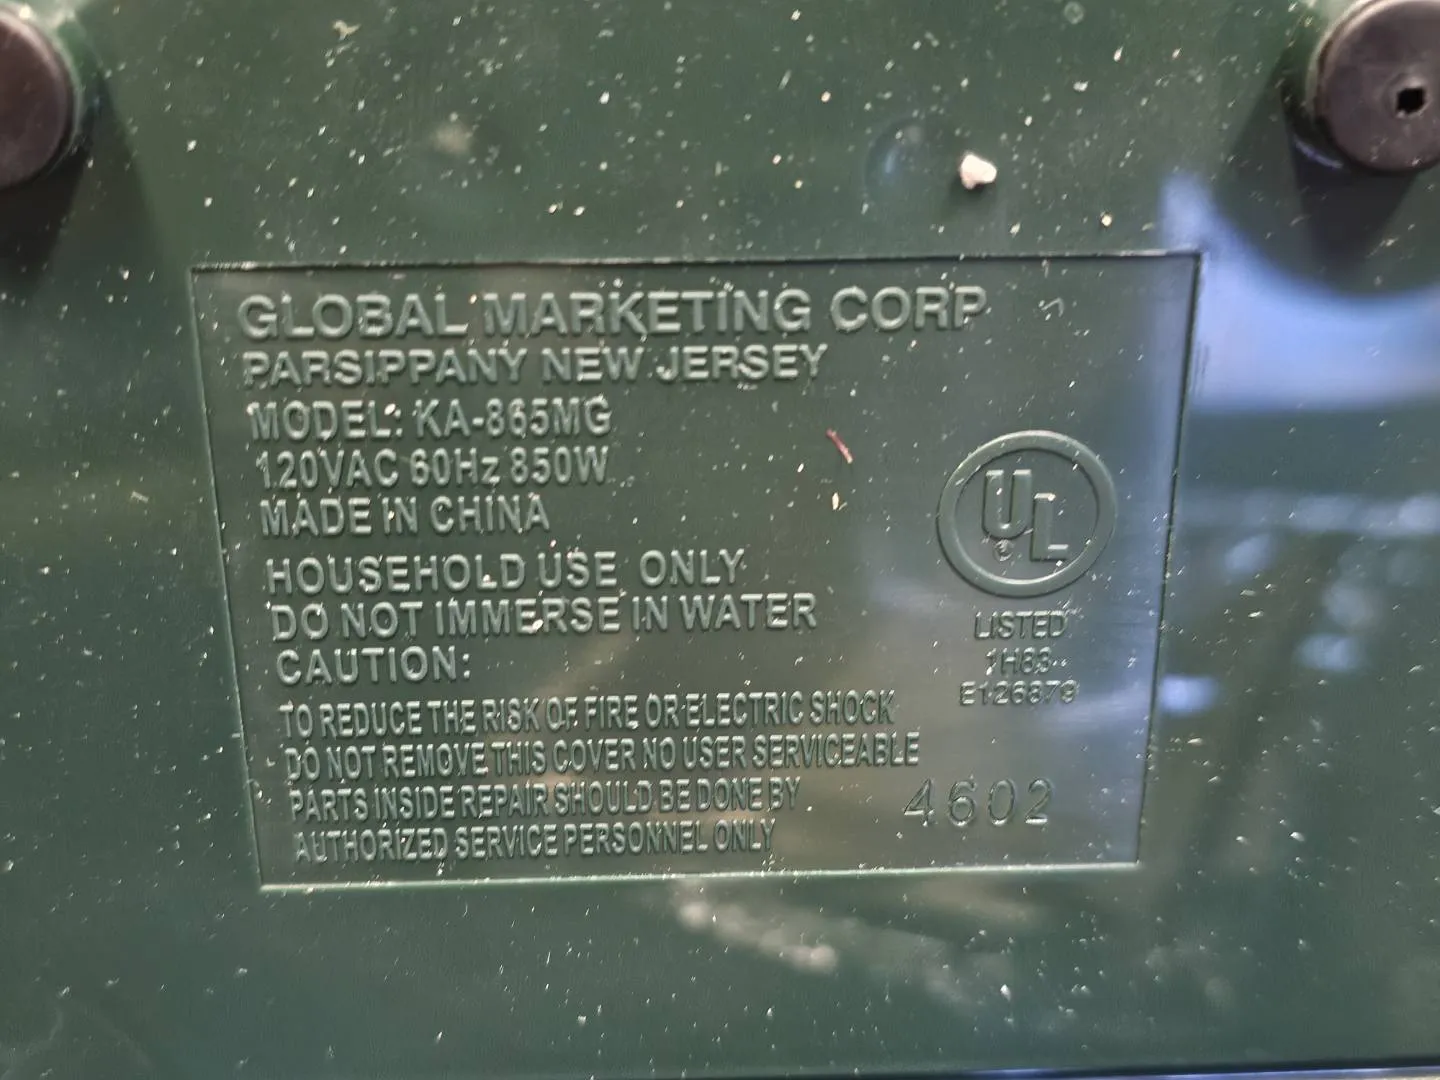 GLOBAL MARKETING CORP
PARSIPPANY NEW JERSEY
MODEL: KA-865MG
120VAC 60Hz 850W
MADE IN CHINA
HOUSEHOLD USE ONLY
DO NOT IMMERSE IN WATER
CAUTION:
TO REDUCE THE RISK OF FIRE OR ELECTRIC SHOCK
DO NOT REMOVE THIS COVER NO USER SERVICEABLE
PARTS INSIDE REPAIR SHOULD BE DONE BY
AUTHORIZED SERVICE PERSONNEL ONLY
UL
®
LISTED
1H83
E126879
4602